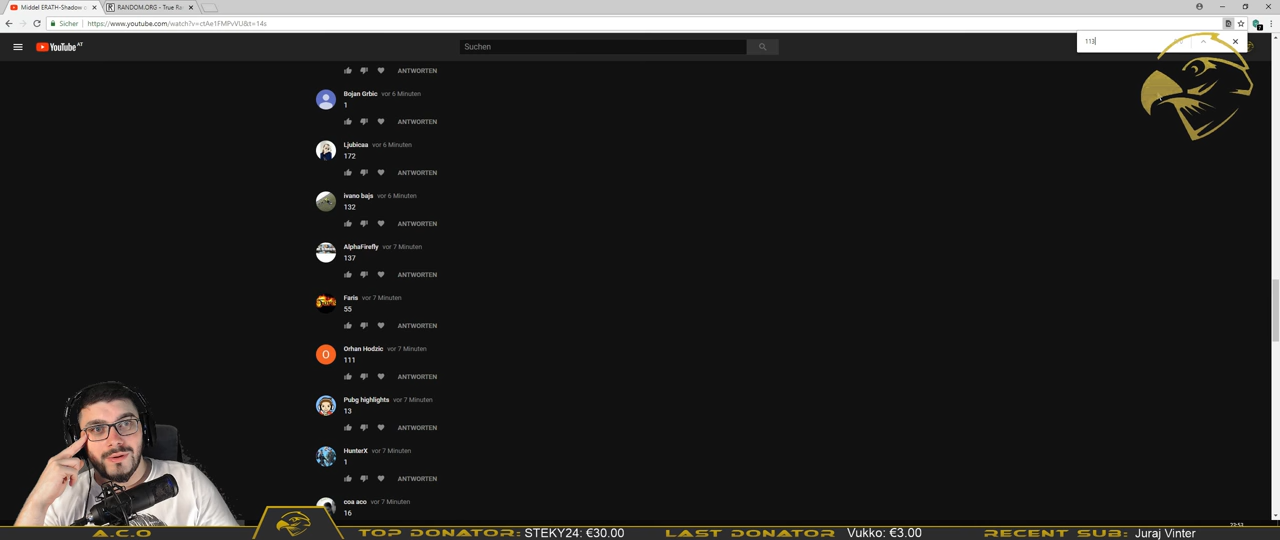 Middel ERATH-Shadow
RANDOM.ORG - True Ra
Sicher
https://www.youtube.com/watch?v=ctAe1FMPvVU&t=14s
113
YouTube AT
Suchen
ANTWORTEN
Bojan Grbic vor 6 Minuten
1
ANTWORTEN
Ljubicaa vor 6 Minuten
172
ANTWORTEN
ivano bajs vor 6 Minuten
132
ANTWORTEN
AlphaFirefly vor 7 Minuten
137
ANTWORTEN
Faris vor 7 Minuten
55
ANTWORTEN
O
Orhan Hodzic vor 7 Minuten
111
ANTWORTEN
Pubg highlights vor 7 Minuten
13
ANTWORTEN
HunterX vor 7 Minuten
1
ANTWORTEN
coa aco vor 7 Minuten
16
A.C.O TOP DONATOR: STEKY24: €30.00 LAST DONATOR: Vukko: €3.00 RECENT SUB: Juraj Vinter